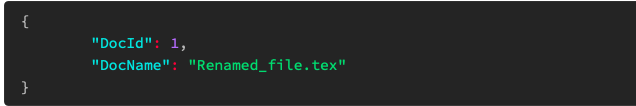 {
"DocId": 1,
"DocName": "Renamed_file.tex"
}